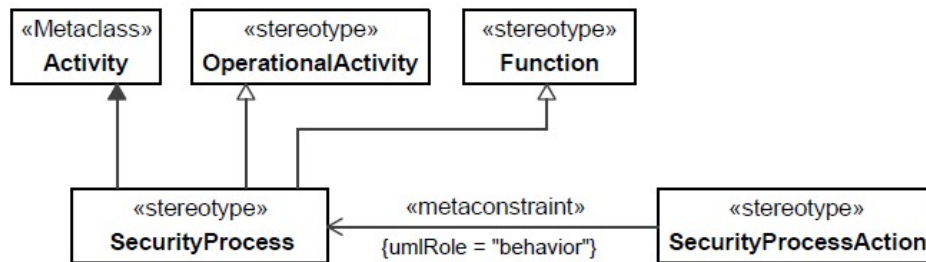 «Metaclass»
Activity
«stereotype»
OperationalActivity
«stereotype»
Function
«stereotype»
SecurityProcess
«metaconstraint»
{umlRole = "behavior"}
«stereotype»
SecurityProcessAction